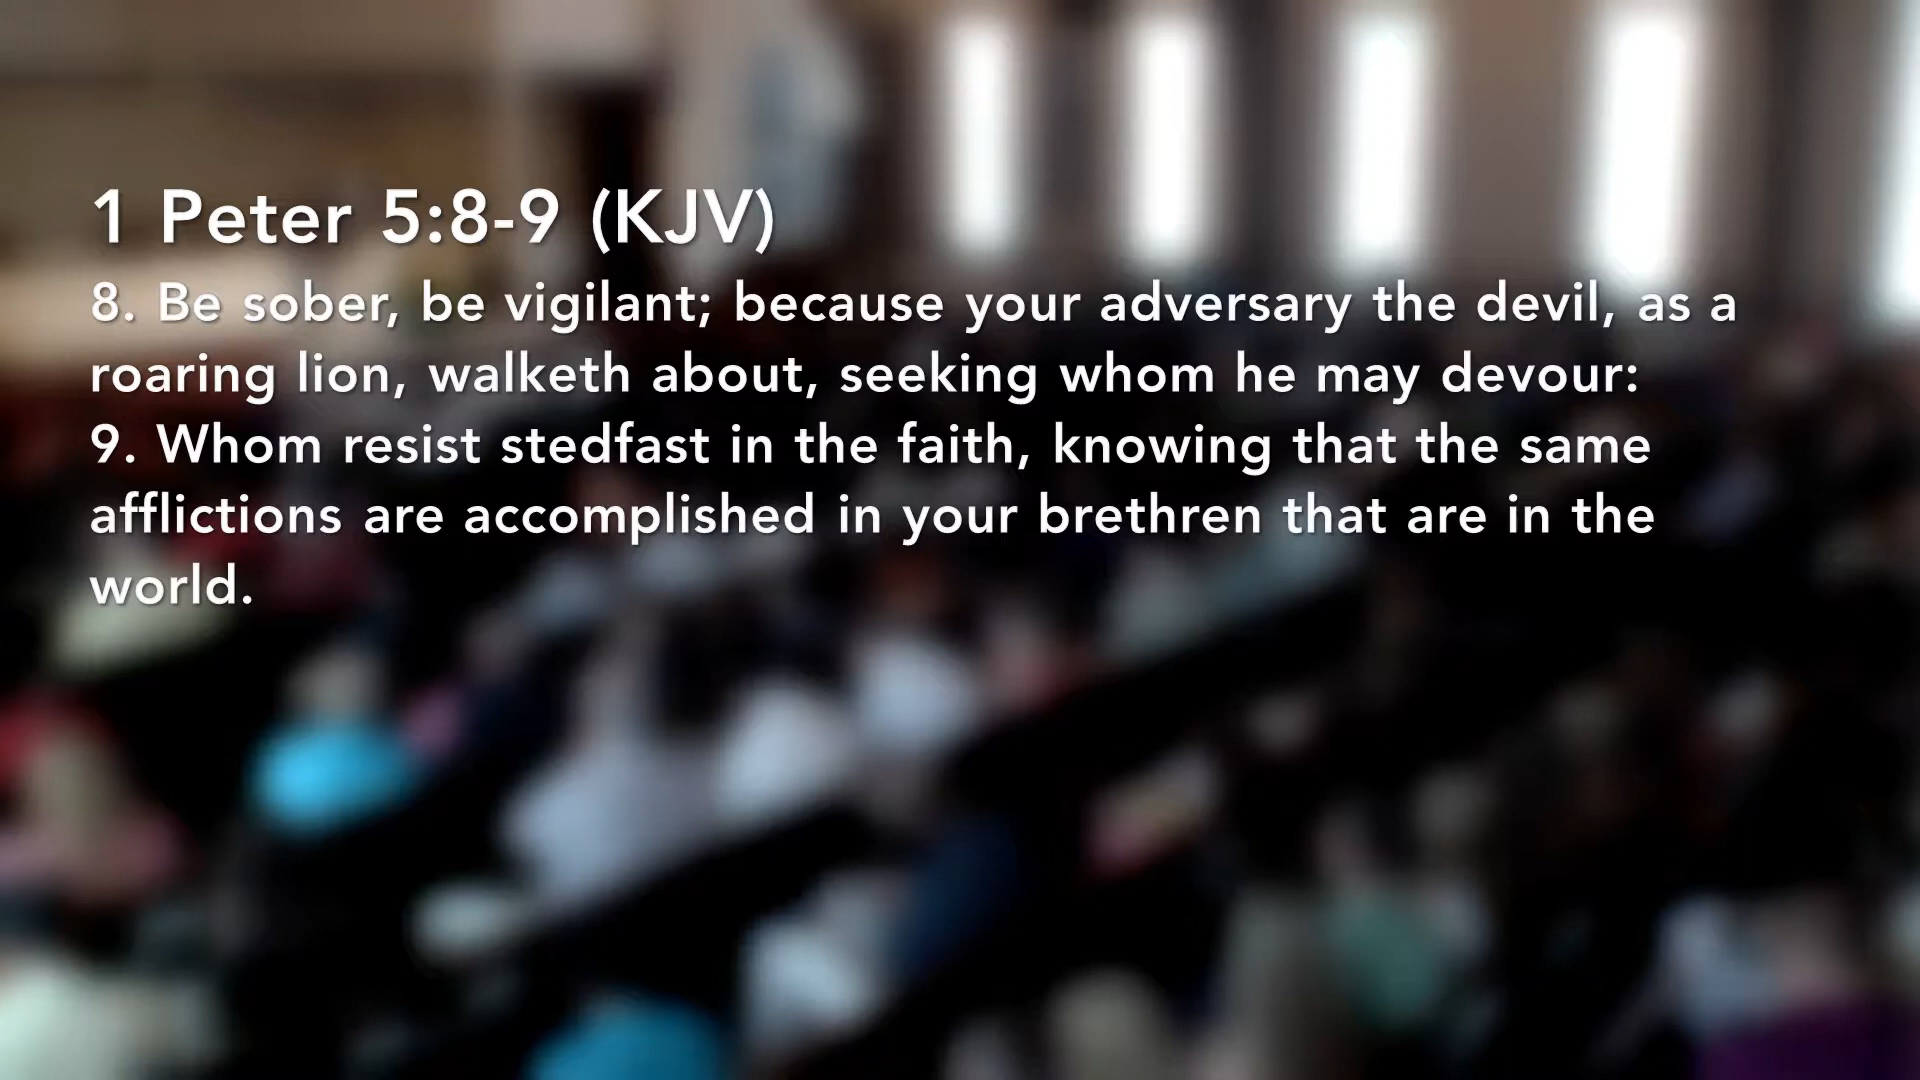 1 Peter 5:8-9 (KJV)
8. Be sober, be vigilant; because your adversary the devil, as a
roaring lion, walketh about, seeking whom he may devour:
9. Whom resist stedfast in the faith, knowing that the same
afflictions are accomplished in your brethren that are in the
world.